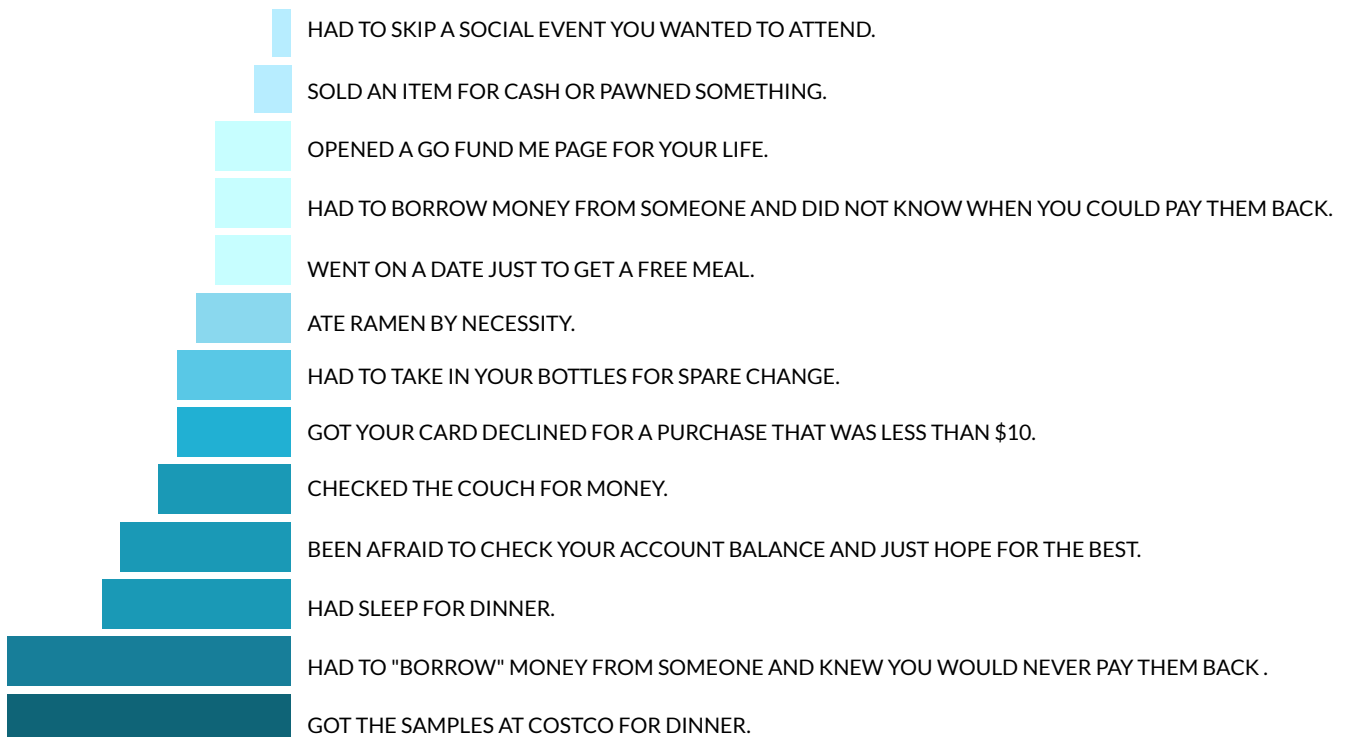 HAD TO SKIP A SOCIAL EVENT YOU WANTED TO ATTEND.
SOLD AN ITEM FOR CASH OR PAWNED SOMETHING.
OPENED A GO FUND ME PAGE FOR YOUR LIFE.
HAD TO BORROW MONEY FROM SOMEONE AND DID NOT KNOW WHEN YOU COULD PAY THEM BACK.
WENT ON A DATE JUST TO GET A FREE MEAL.
ATE RAMEN BY NECESSITY.
HAD TO TAKE IN YOUR BOTTLES FOR SPARE CHANGE.
GOT YOUR CARD DECLINED FOR A PURCHASE THAT WAS LESS THAN $10.
CHECKED THE COUCH FOR MONEY.
BEEN AFRAID TO CHECK YOUR ACCOUNT BALANCE AND JUST HOPE FOR THE BEST.
HAD SLEEP FOR DINNER.
HAD TO "BORROW" MONEY FROM SOMEONE AND KNEW YOU WOULD NEVER PAY THEM BACK .
GOT THE SAMPLES AT COSTCO FOR DINNER.